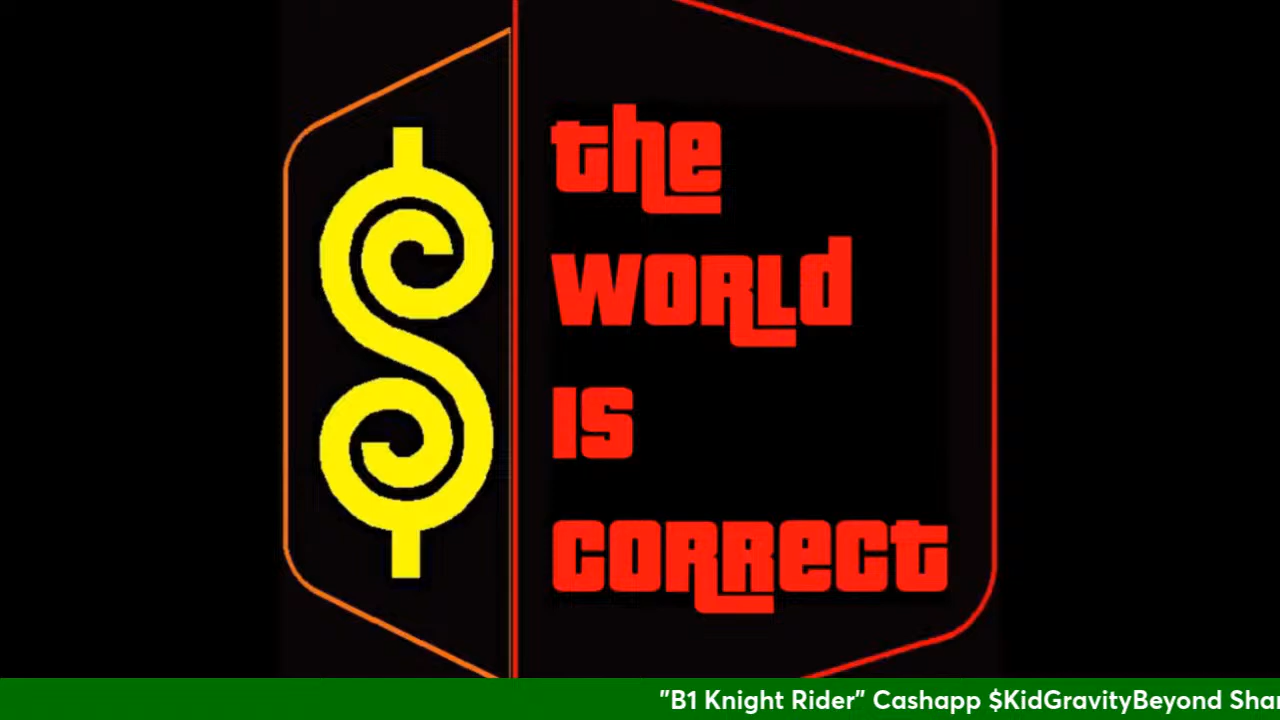 the
WORLD
IS
CORRECT
"B1 Knight Rider" Cashapp $KidGravityBeyond